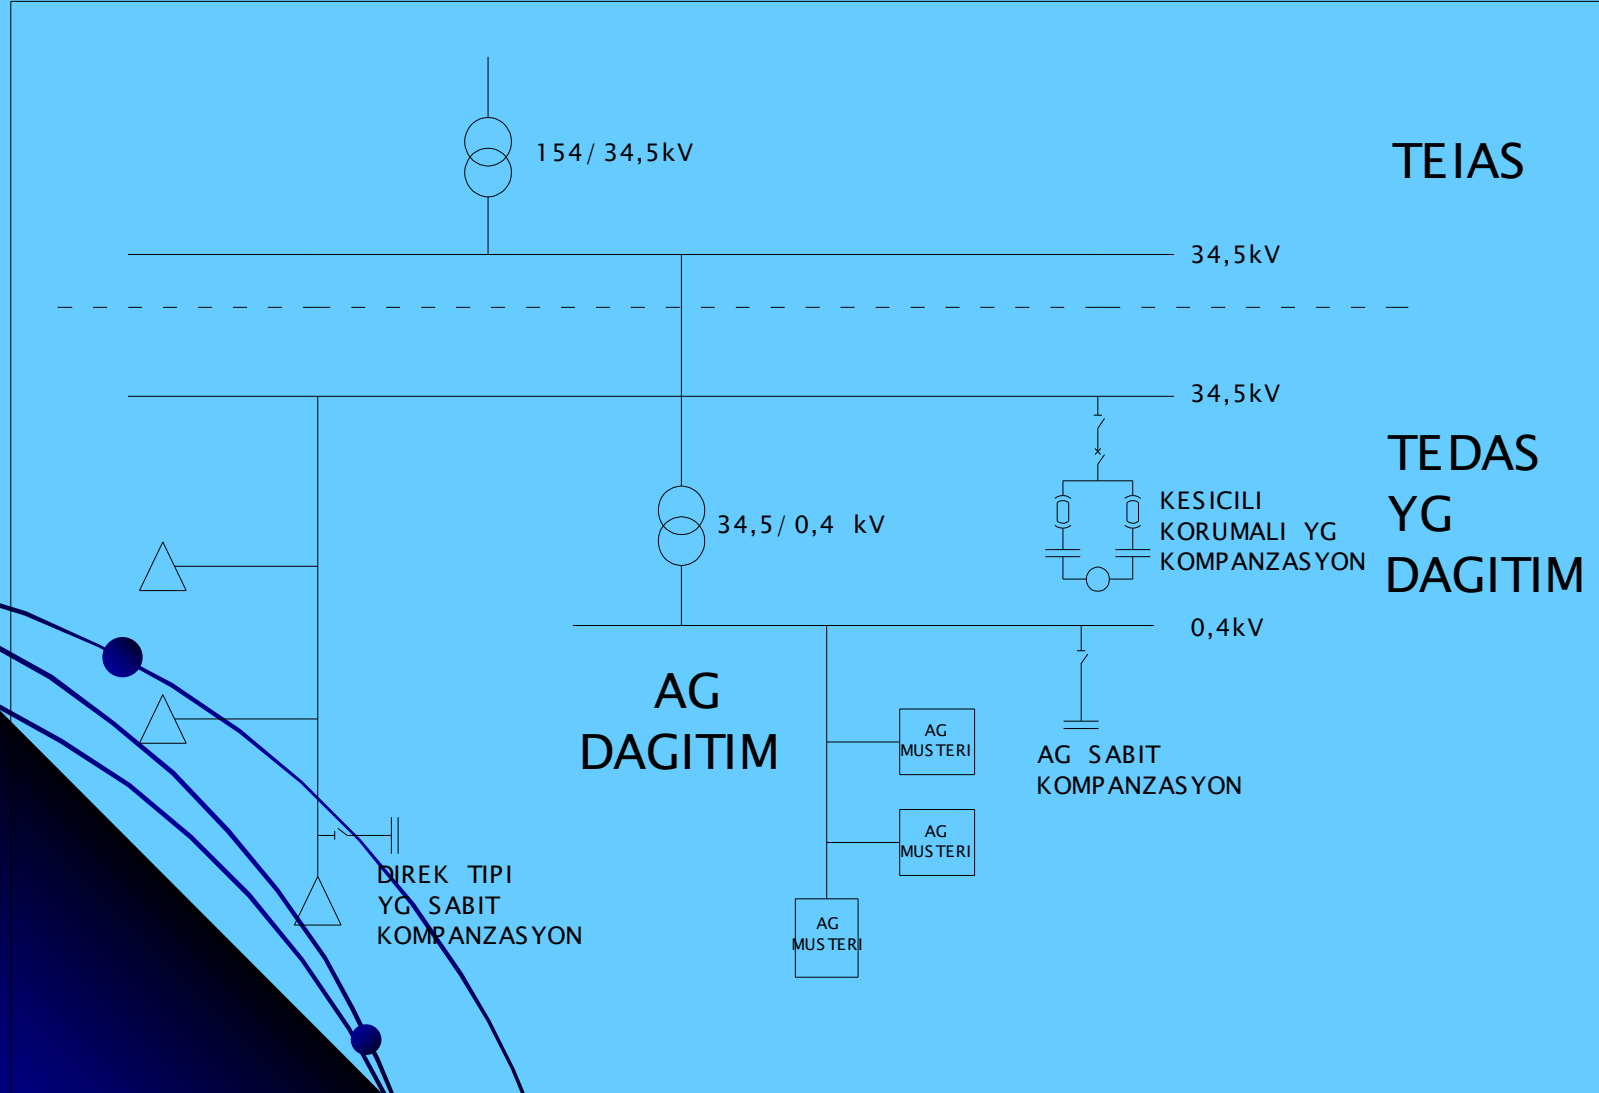 154/34,5kV
TEIAS
34,5kV
34,5kV
TEDAS
YG
DAGITIM
KESICILI
KORUMALI YG
KOMPANZASYON
34,5/0,4 kV
0,4kV
AG
DAGITIM
AG
MUSTERI
AG SABIT
KOMPANZASYON
AG
MUSTERI
DIREK TIPI
YG SABIT
KOMPANZASYON
AG
MUSTERI